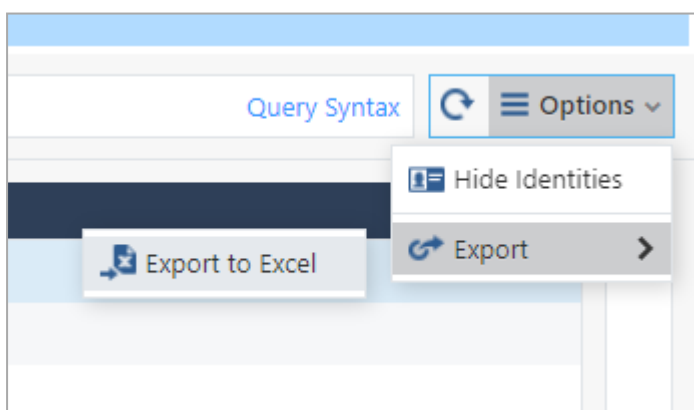 Query Syntax
Options
Hide Identities
Export
Export to Excel